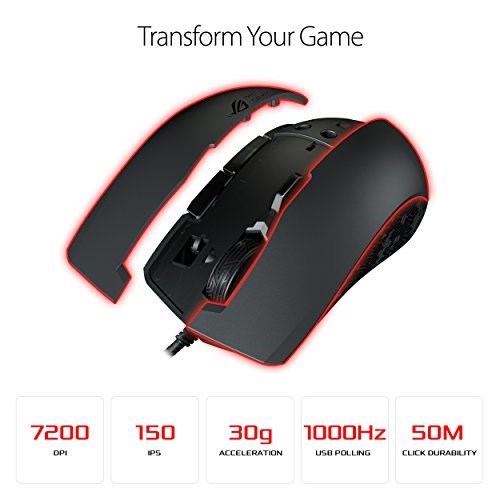 Transform Your Game
7200
DPI
150
IPS
30g
ACCELERATION
1000Hz
USB POLLING
50M
CLICK DURABILITY